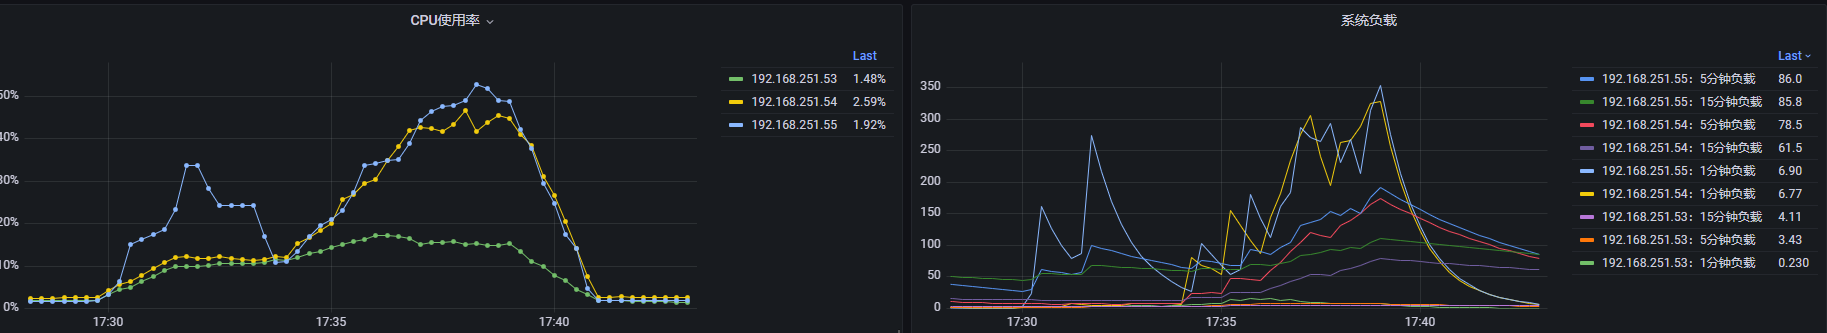 CPU使用率
Last
192.168.251.53 1.48%
192.168.251.54 2.59%
192.168.251.55 1.92%
50%
40%
30%
20%
10%
0%
17:30 17:35 17:40
系统负载
Last
192.168.251.55：5分钟负载 86.0
192.168.251.55：15分钟负载 85.8
192.168.251.54：5分钟负载 78.5
192.168.251.54：15分钟负载 61.5
192.168.251.55：1分钟负载 6.90
192.168.251.54：1分钟负载 6.77
192.168.251.53：15分钟负载 4.11
192.168.251.53：5分钟负载 3.43
192.168.251.53：1分钟负载 0.230
350
300
250
200
150
100
50
0
17:30 17:35 17:40